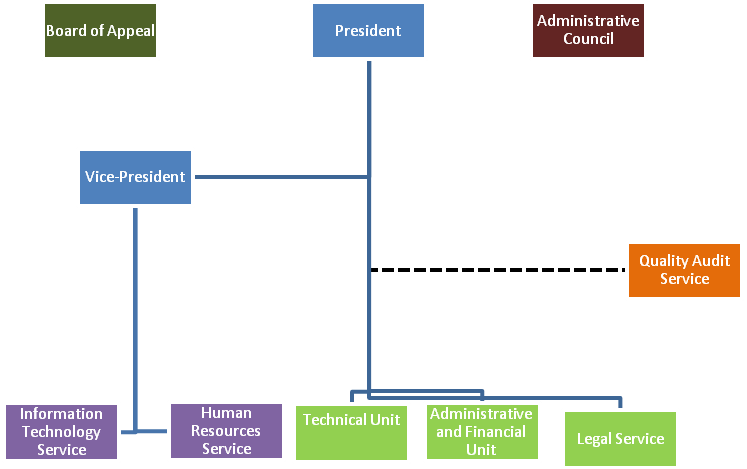 Board of Appeal
President
Administrative
Council
Vice-President
Quality Audit
Service
Information
Technology
Service
Human
Resources
Service
Technical Unit
Administrative
and Financial
Unit
Legal Service